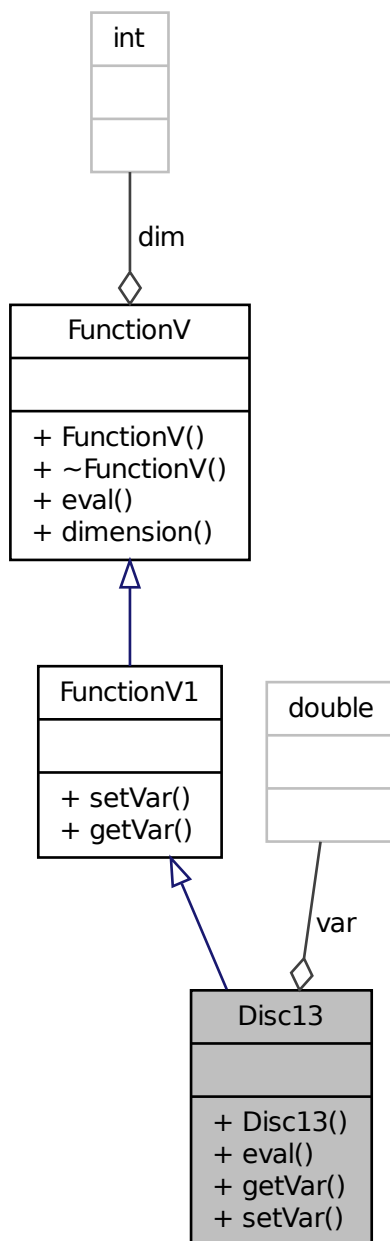 int
dim
FunctionV
+ FunctionV()
+ ~FunctionV()
+ eval()
+ dimension()
FunctionV1
+ setVar()
+ getVar()
double
var
Disc13
+ Disc13()
+ eval()
+ getVar()
+ setVar()